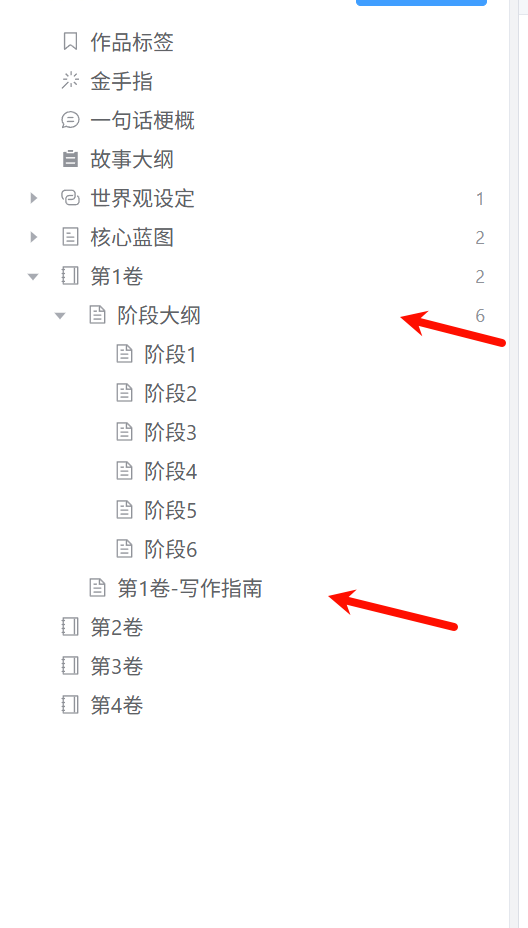 作品标签
金手指
一句话梗概
故事大纲
世界观设定 1
核心蓝图 2
第1卷 2
阶段大纲 6
阶段1
阶段2
阶段3
阶段4
阶段5
阶段6
第1卷-写作指南
第2卷
第3卷
第4卷